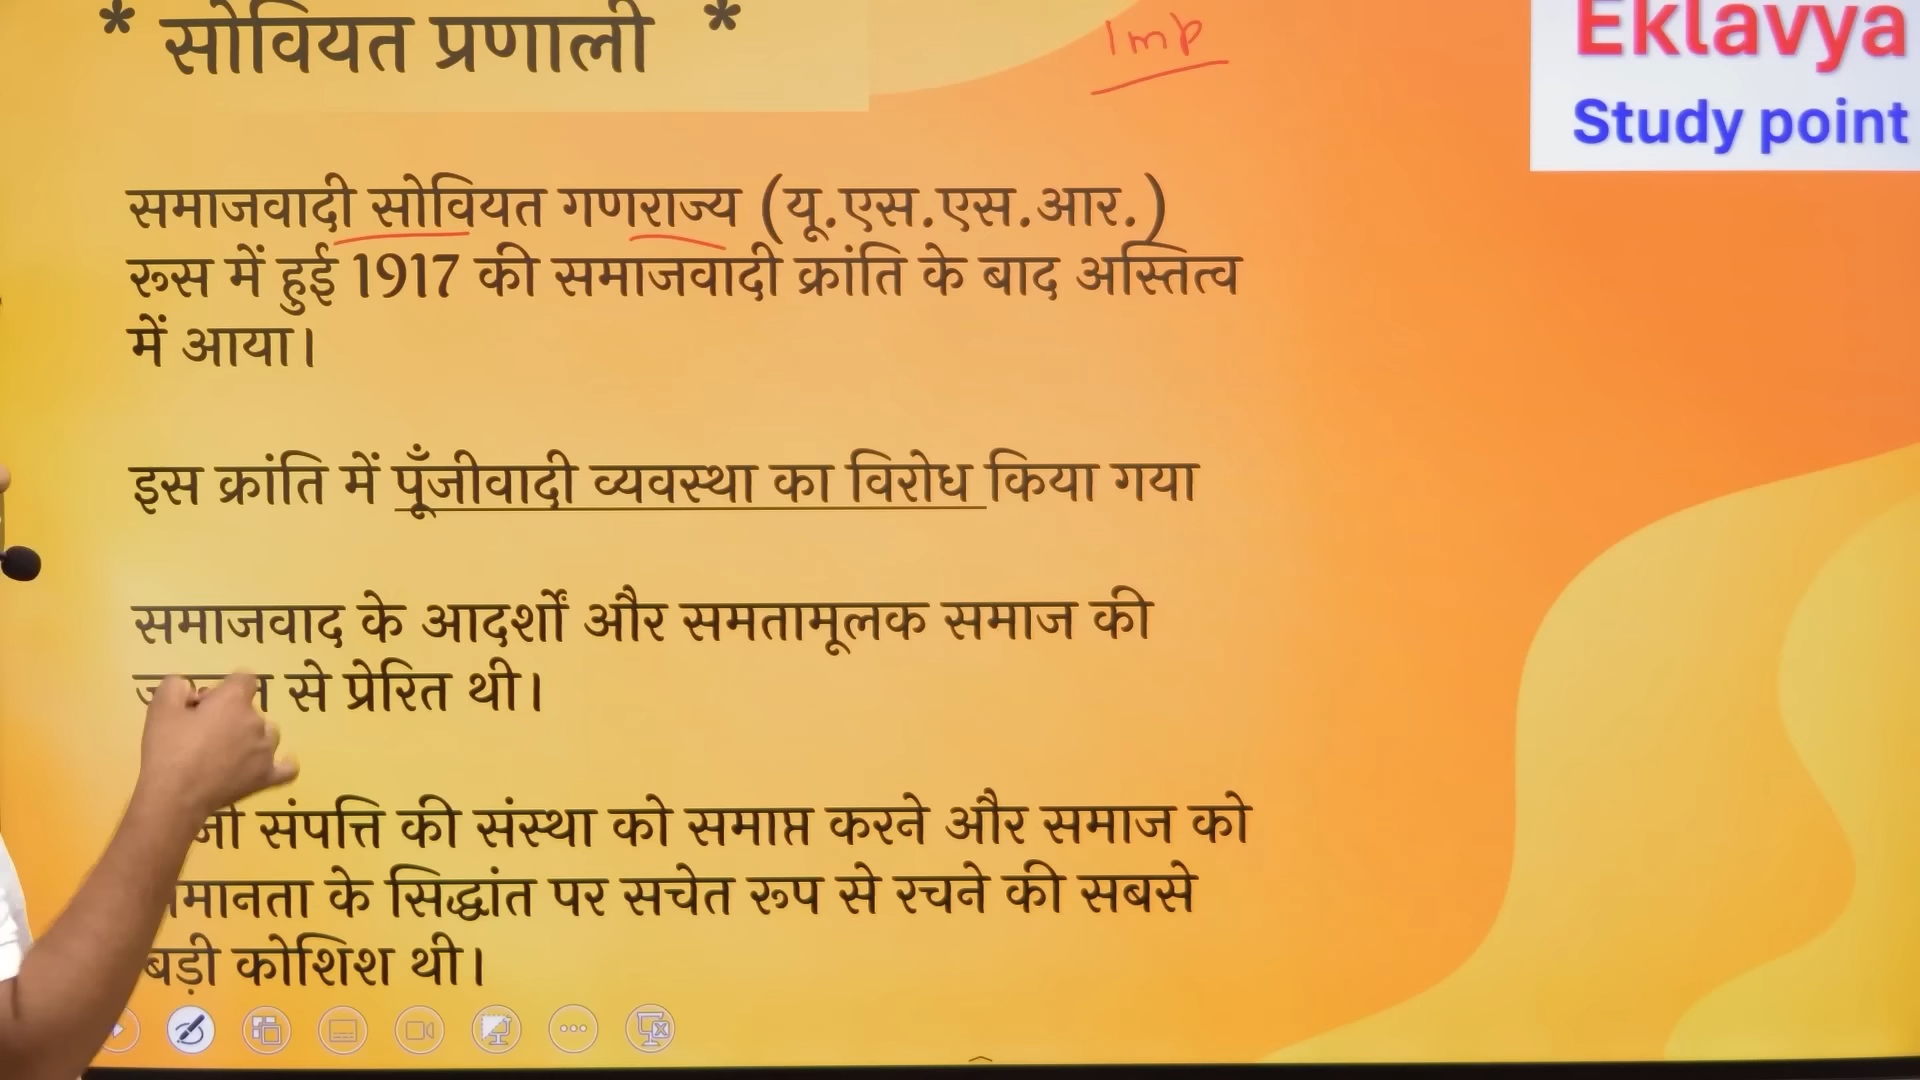 * सोवियत प्रणाली *
Imp
Eklavya
Study point
समाजवादी सोवियत गणराज्य (यू.एस.एस.आर.)
रूस में हुई 1917 की समाजवादी क्रांति के बाद अस्तित्व
में आया।
इस क्रांति में पूँजीवादी व्यवस्था का विरोध किया गया
समाजवाद के आदर्शों और समतामूलक समाज की
से प्रेरित थी।
संपत्ति की संस्था को समाप्त करने और समाज को
के सिद्धांत पर सचेत रूप से रचने की सबसे
बड़ी कोशिश थी।